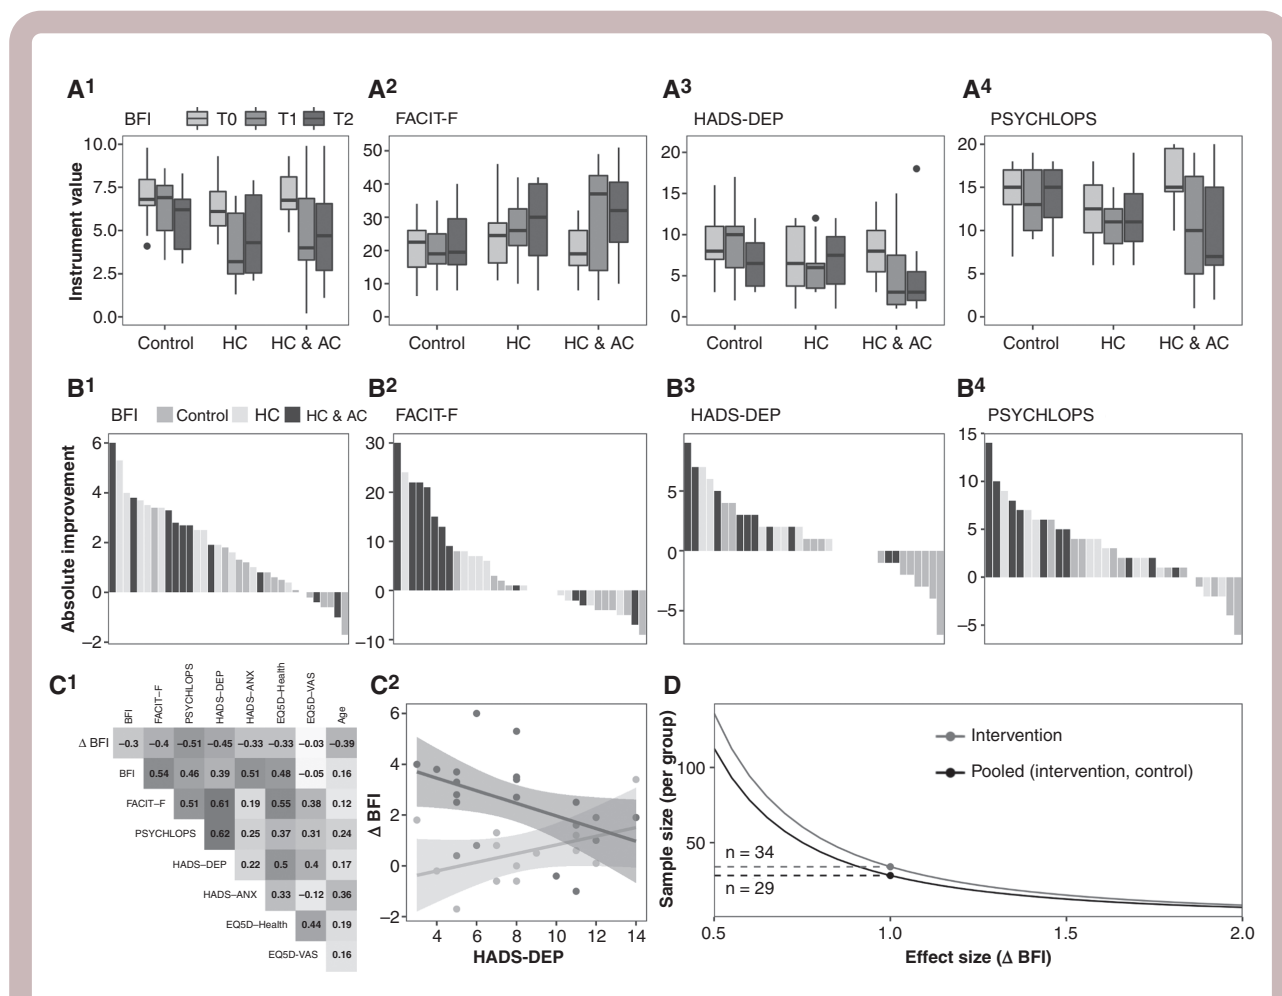 A1 A2 A3 A4
BFI T0 T1 T2 FACIT-F HADS-DEP PSYCHLOPS
Instrument value
10.0 7.5 5.0 2.5 0.0
50 40 30 20 10 0
20 15 10 5 0
20 15 10 5 0
Control HC HC & AC Control HC HC & AC Control HC HC & AC Control HC HC & AC
B1 B2 B3 B4
BFI Control HC HC & AC FACIT-F HADS-DEP PSYCHLOPS
Absolute improvement
6 4 2 0 −2
30 20 10 0 −10
5 0 −5
15 10 5 0 −5
C1
BFI FACIT–F PSYCHLOPS HADS–DEP HADS–ANX EQ5D–Health EQ5D–VAS Age
Δ BFI −0.3 −0.4 −0.51 −0.45 −0.33 −0.33 −0.03 −0.39
BFI 0.54 0.46 0.39 0.51 0.48 −0.05 0.16
FACIT–F 0.51 0.61 0.19 0.55 0.38 0.12
PSYCHLOPS 0.62 0.25 0.37 0.31 0.24
HADS–DEP 0.22 0.5 0.4 0.17
HADS–ANX 0.33 −0.12 0.36
EQ5D–Health 0.44 0.19
EQ5D-VAS 0.16
C2
Δ BFI
6 4 2 0 −2
4 6 8 10 12 14
HADS-DEP
D
Sample size (per group)
100 50
Intervention
Pooled (intervention, control)
n = 34
n = 29
0.5 1.0 1.5 2.0
Effect size (Δ BFI)